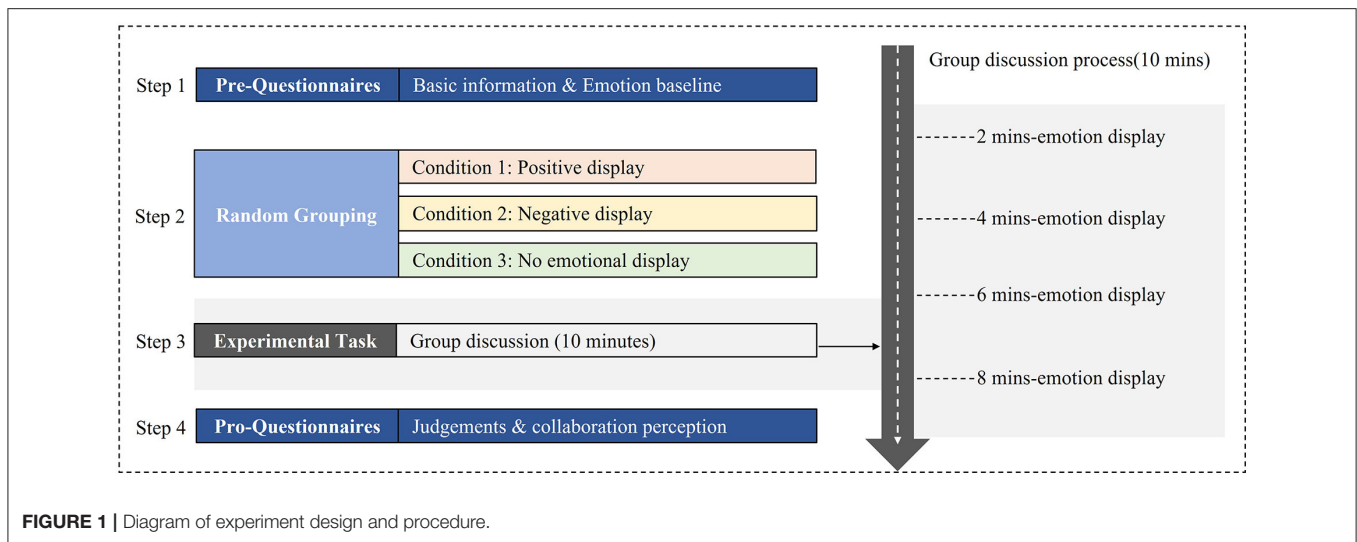 Step 1
Pre-Questionnaires
Basic information & Emotion baseline
Step 2
Random Grouping
Condition 1: Positive display
Condition 2: Negative display
Condition 3: No emotional display
Step 3
Experimental Task
Group discussion (10 minutes)
Step 4
Pro-Questionnaires
Judgements & collaboration perception
Group discussion process(10 mins)
2 mins-emotion display
4 mins-emotion display
6 mins-emotion display
8 mins-emotion display
FIGURE 1 | Diagram of experiment design and procedure.